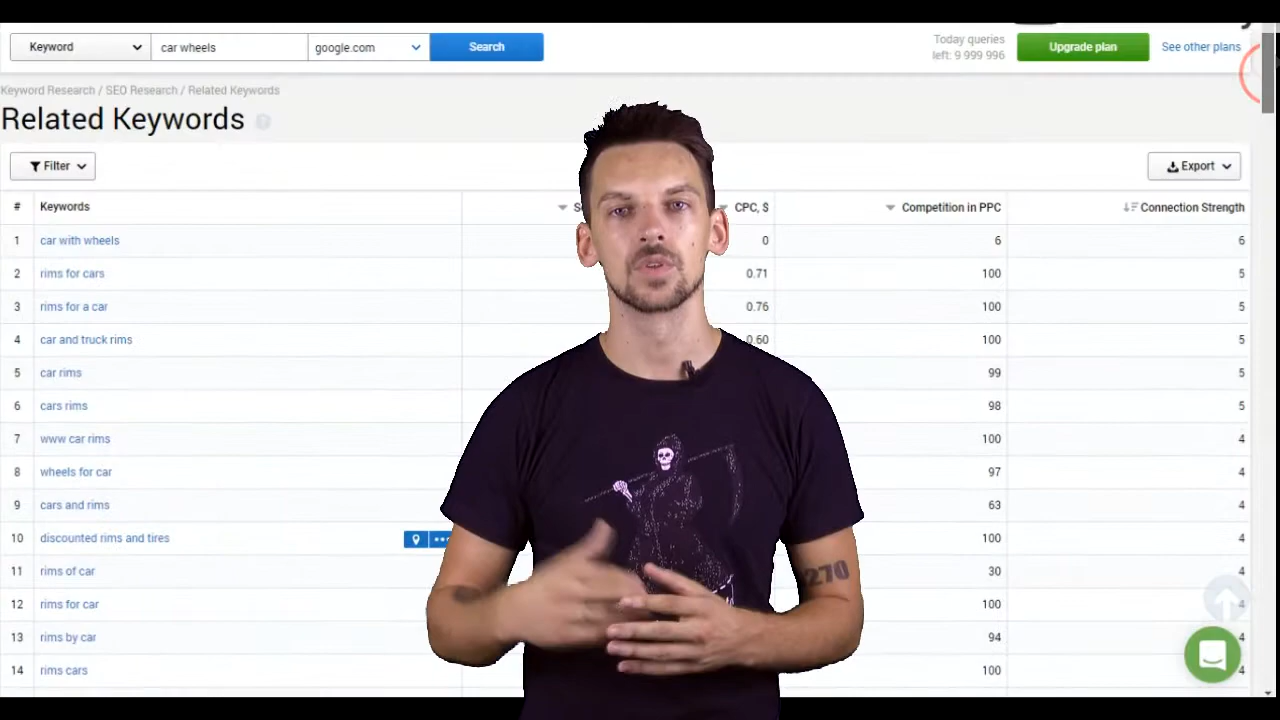 Keyword car wheels google.com Search
Today queries
left: 9 999 996
Upgrade plan See other plans
Keyword Research / SEO Research / Related Keywords
Related Keywords
Filter Export
# Keywords CPC, $ Competition in PPC Connection Strength
1 car with wheels 0 6 6
2 rims for cars 0.71 100 5
3 rims for a car 0.76 100 5
4 car and truck rims 0.60 100 5
5 car rims 99 5
6 cars rims 98 5
7 www car rims 100 4
8 wheels for car 97 4
9 cars and rims 63 4
10 discounted rims and tires 100 4
11 rims of car 30 4
12 rims for car 100 4
13 rims by car 94 4
14 rims cars 100 4
270